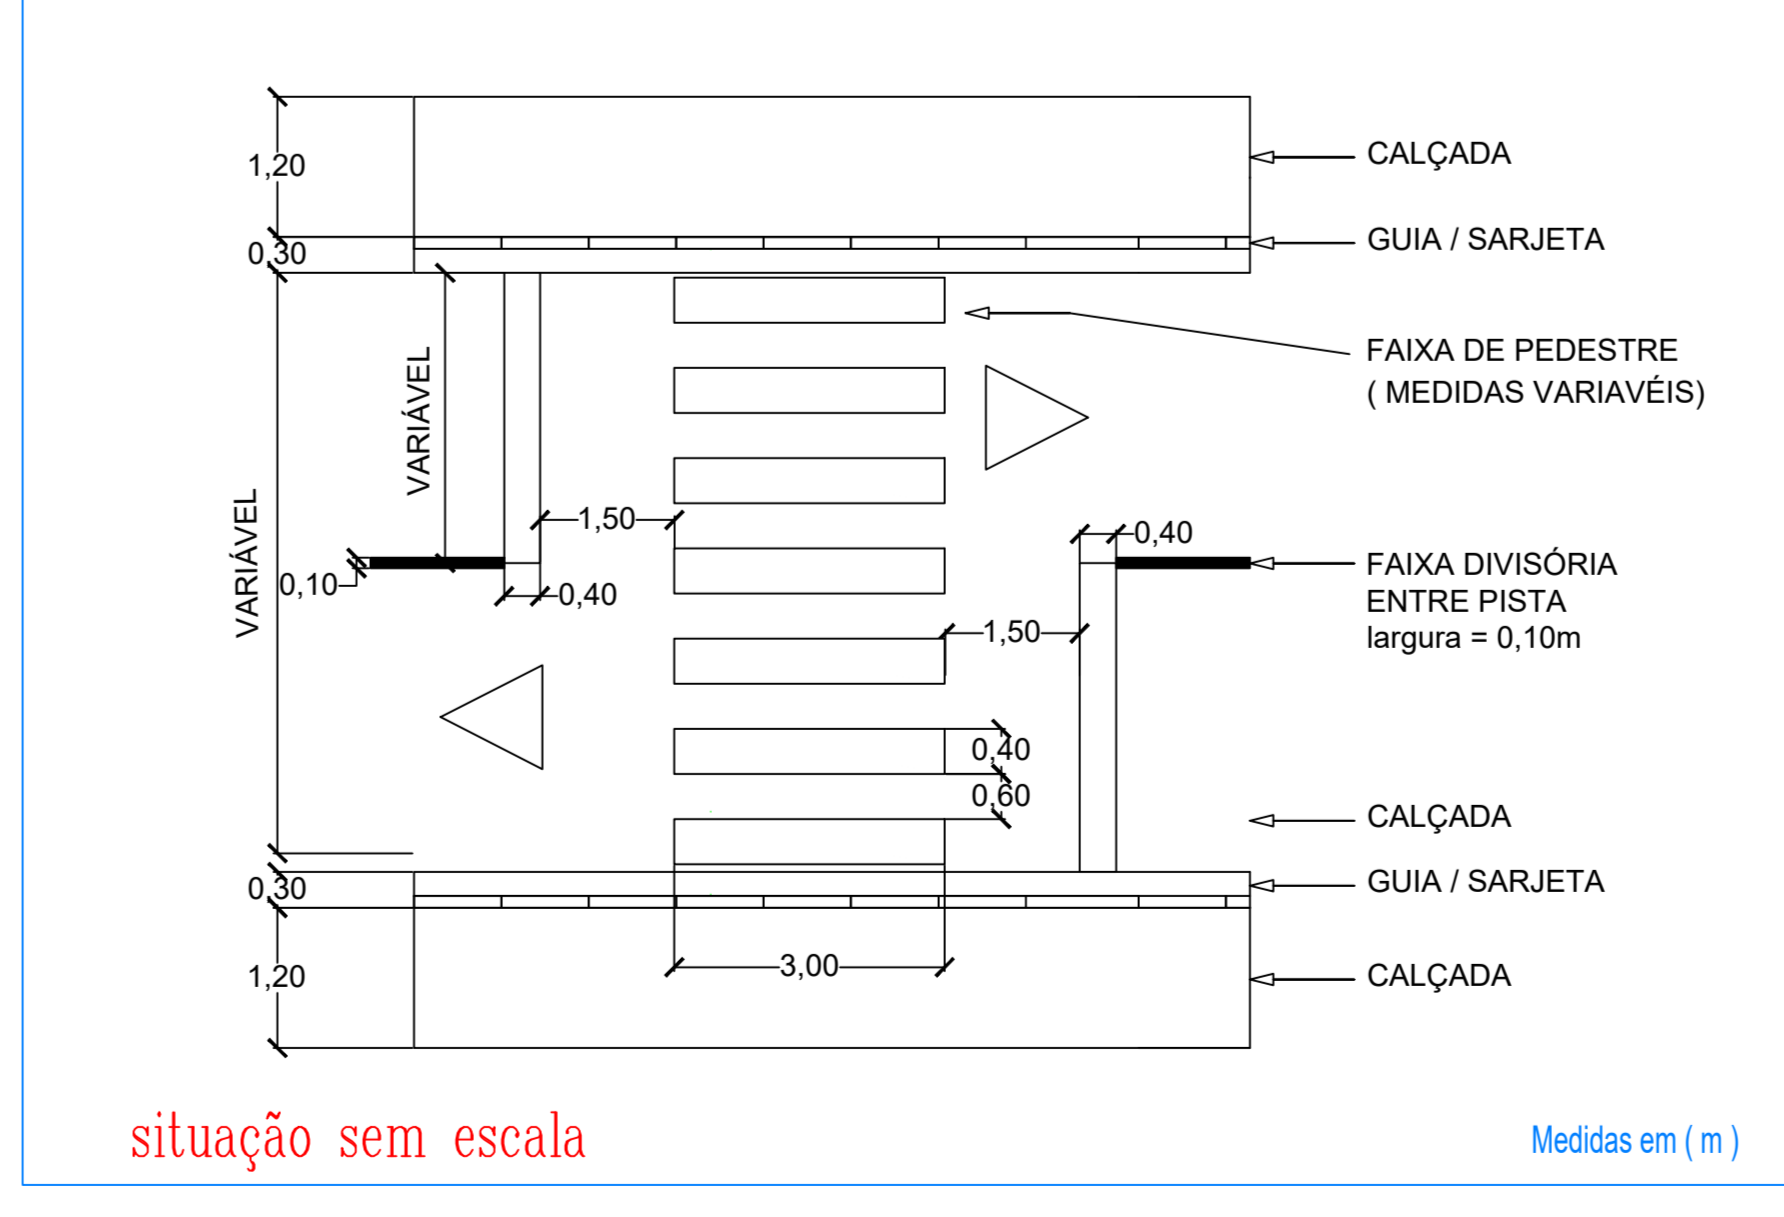 1,20
CALÇADA
0,30
GUIA / SARJETA
FAIXA DE PEDESTRE
( MEDIDAS VARIAVÉIS)
VARIÁVEL
VARIÁVEL
1,50
0,40
0,10
0,40
FAIXA DIVISÓRIA
ENTRE PISTA
largura = 0,10m
1,50
0,40
0,60
CALÇADA
0,30
GUIA / SARJETA
3,00
1,20
CALÇADA
situação sem escala
Medidas em ( m )